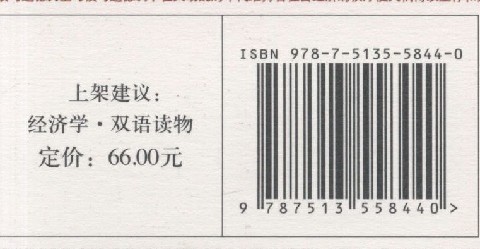 上架建议：
经济学·双语读物
定价：66.00元
ISBN 978-7-5135-5844-0
9 787513 558440 >